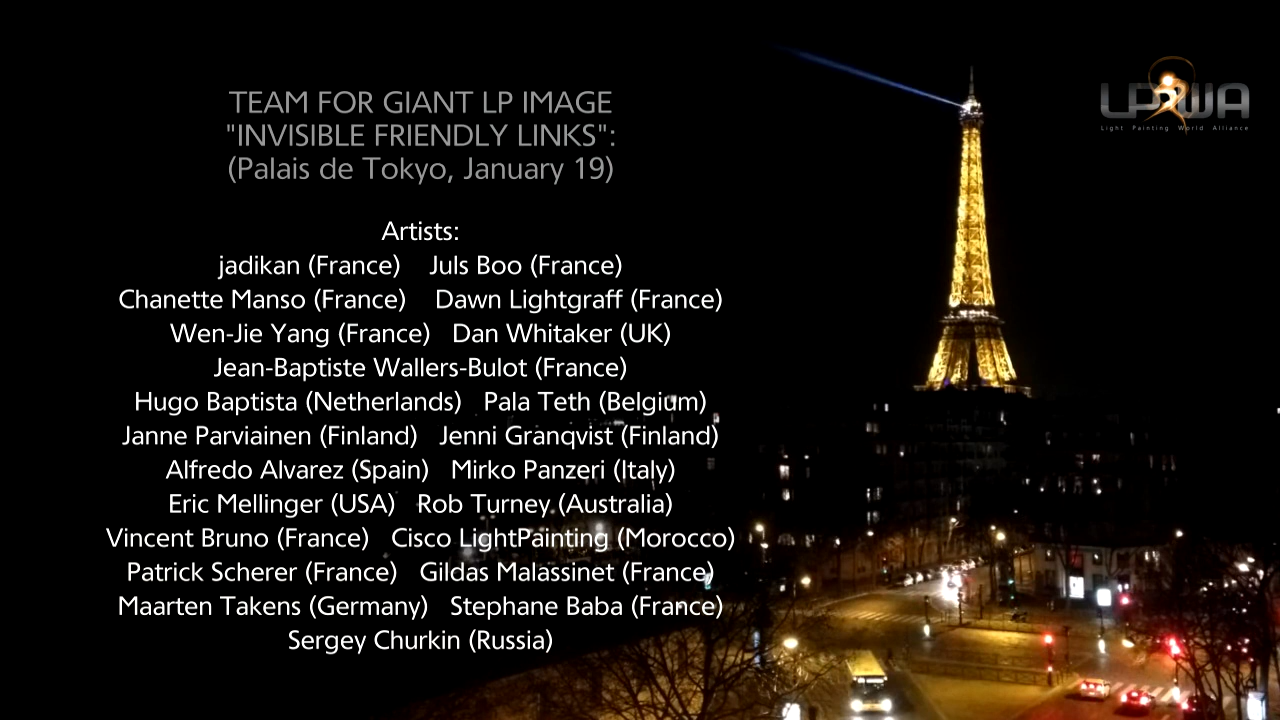 TEAM FOR GIANT LP IMAGE
"INVISIBLE FRIENDLY LINKS":
(Palais de Tokyo, January 19)
Artists:
jadikan (France) Juls Boo (France)
Chanette Manso (France) Dawn Lightgraff (France)
Wen-Jie Yang (France) Dan Whitaker (UK)
Jean-Baptiste Wallers-Bulot (France)
Hugo Baptista (Netherlands) Pala Teth (Belgium)
Janne Parviainen (Finland) Jenni Granqvist (Finland)
Alfredo Alvarez (Spain) Mirko Panzeri (Italy)
Eric Mellinger (USA) Rob Turney (Australia)
Vincent Bruno (France) Cisco LightPainting (Morocco)
Patrick Scherer (France) Gildas Malassinet (France)
Maarten Takens (Germany) Stephane Baba (France)
Sergey Churkin (Russia)
LPWA
Light Painting World Alliance